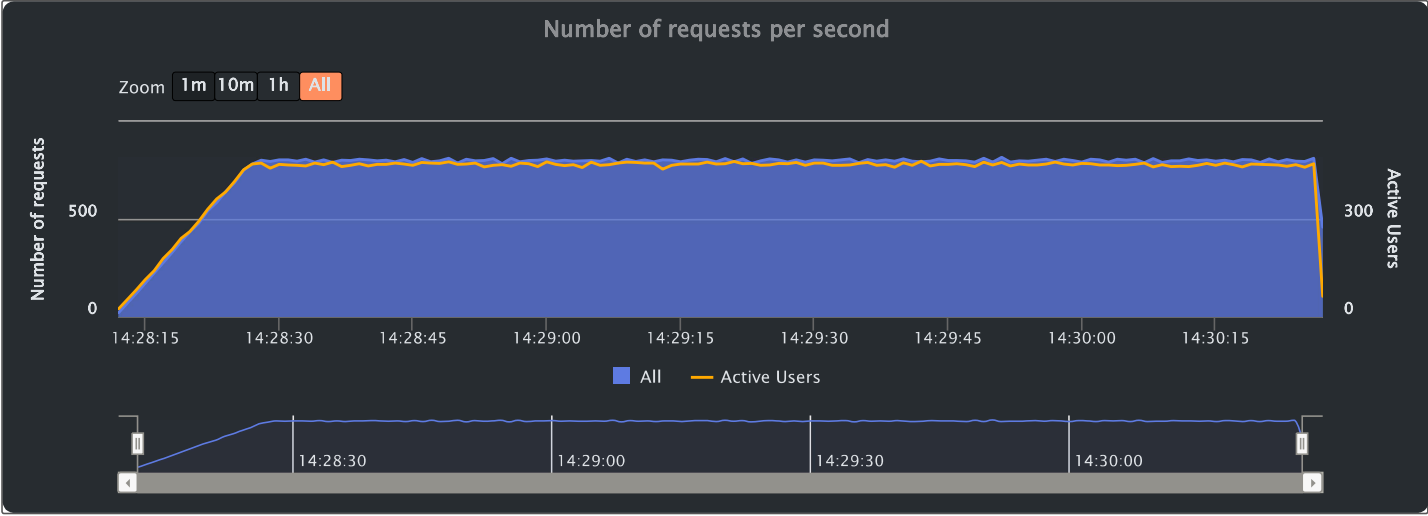 Number of requests per second
Zoom 1m 10m 1h All
Number of requests
500
0
300
0
Active Users
14:28:15 14:28:30 14:28:45 14:29:00 14:29:15 14:29:30 14:29:45 14:30:00 14:30:15
All Active Users
14:28:30 14:29:00 14:29:30 14:30:00